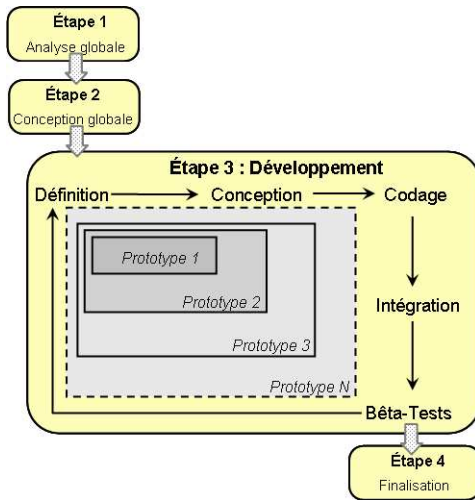 Étape 1
Analyse globale
Étape 2
Conception globale
Étape 3 : Développement
Définition
Conception
Codage
Prototype 1
Prototype 2
Intégration
Prototype 3
Prototype N
Bêta-Tests
Étape 4
Finalisation